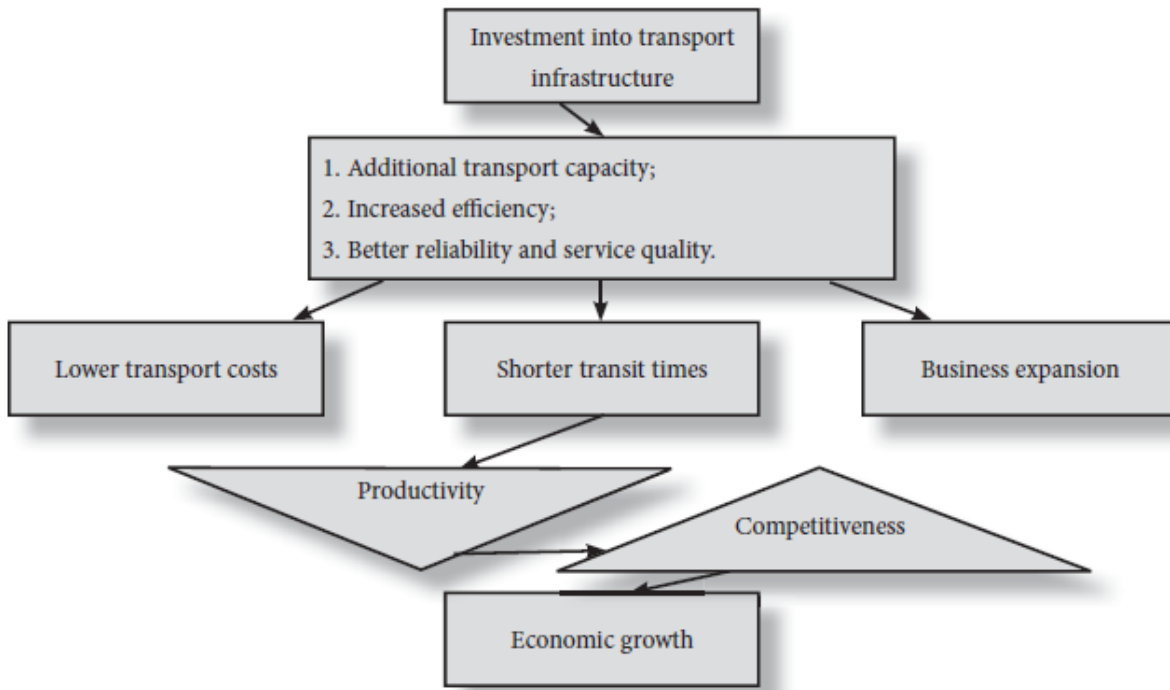 Investment into transport
infrastructure
1. Additional transport capacity;
2. Increased efficiency;
3. Better reliability and service quality.
Lower transport costs
Shorter transit times
Business expansion
Productivity
Competitiveness
Economic growth